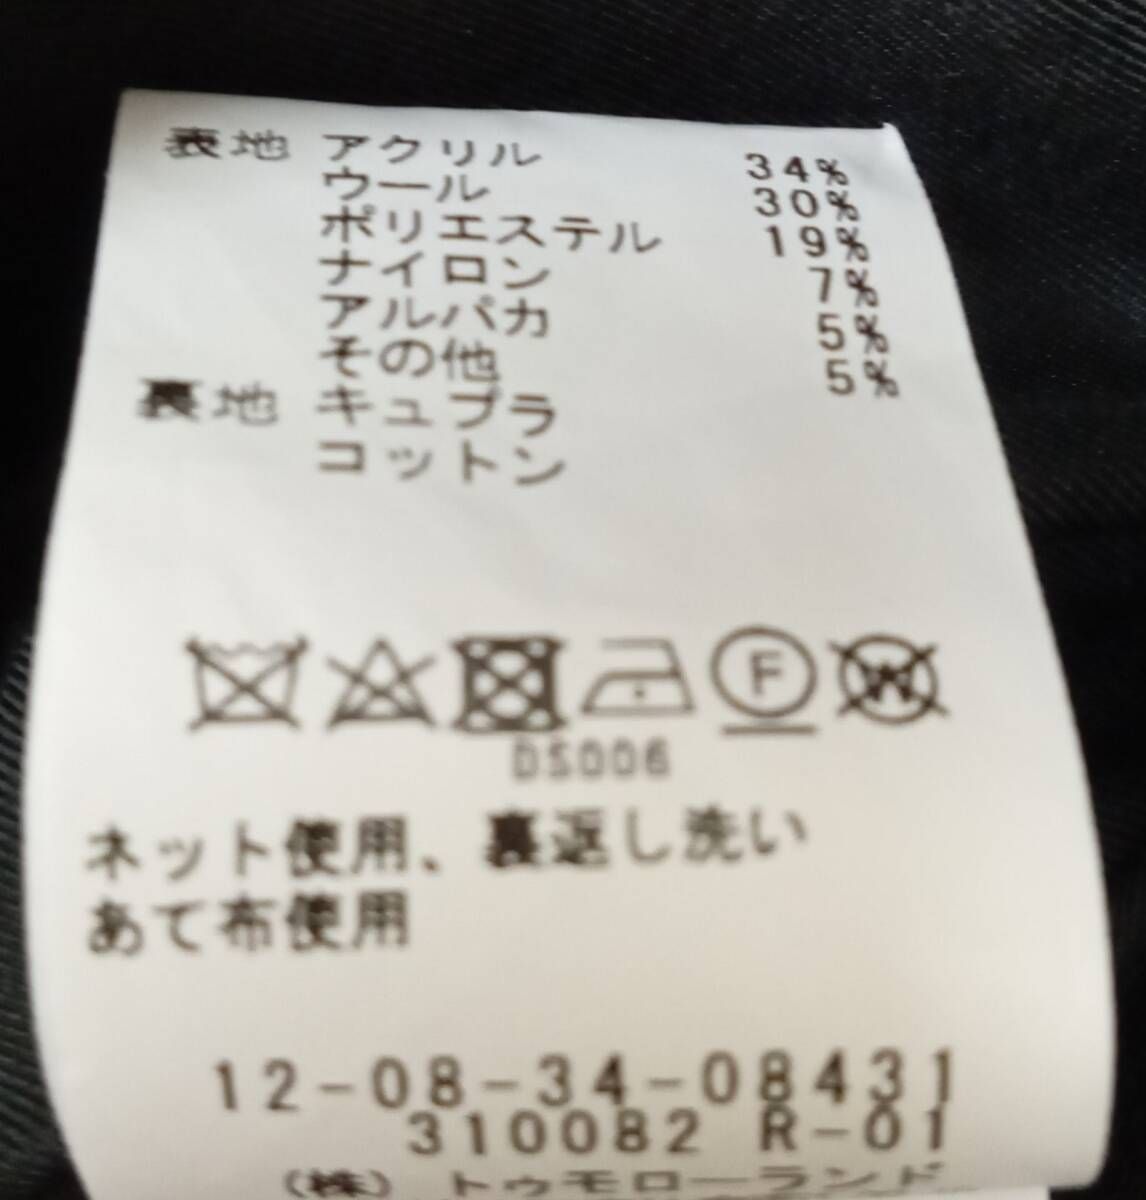 表地 アクリル 34%
ウール 30%
ポリエステル 19%
ナイロン 7%
アルパカ 5%
その他 5%
裏地 キュプラ
コットン
F W
DS006
ネット使用、裏返し洗い
あて布使用
12-08-34-08431
310082 R-01
(株)トゥモローランド